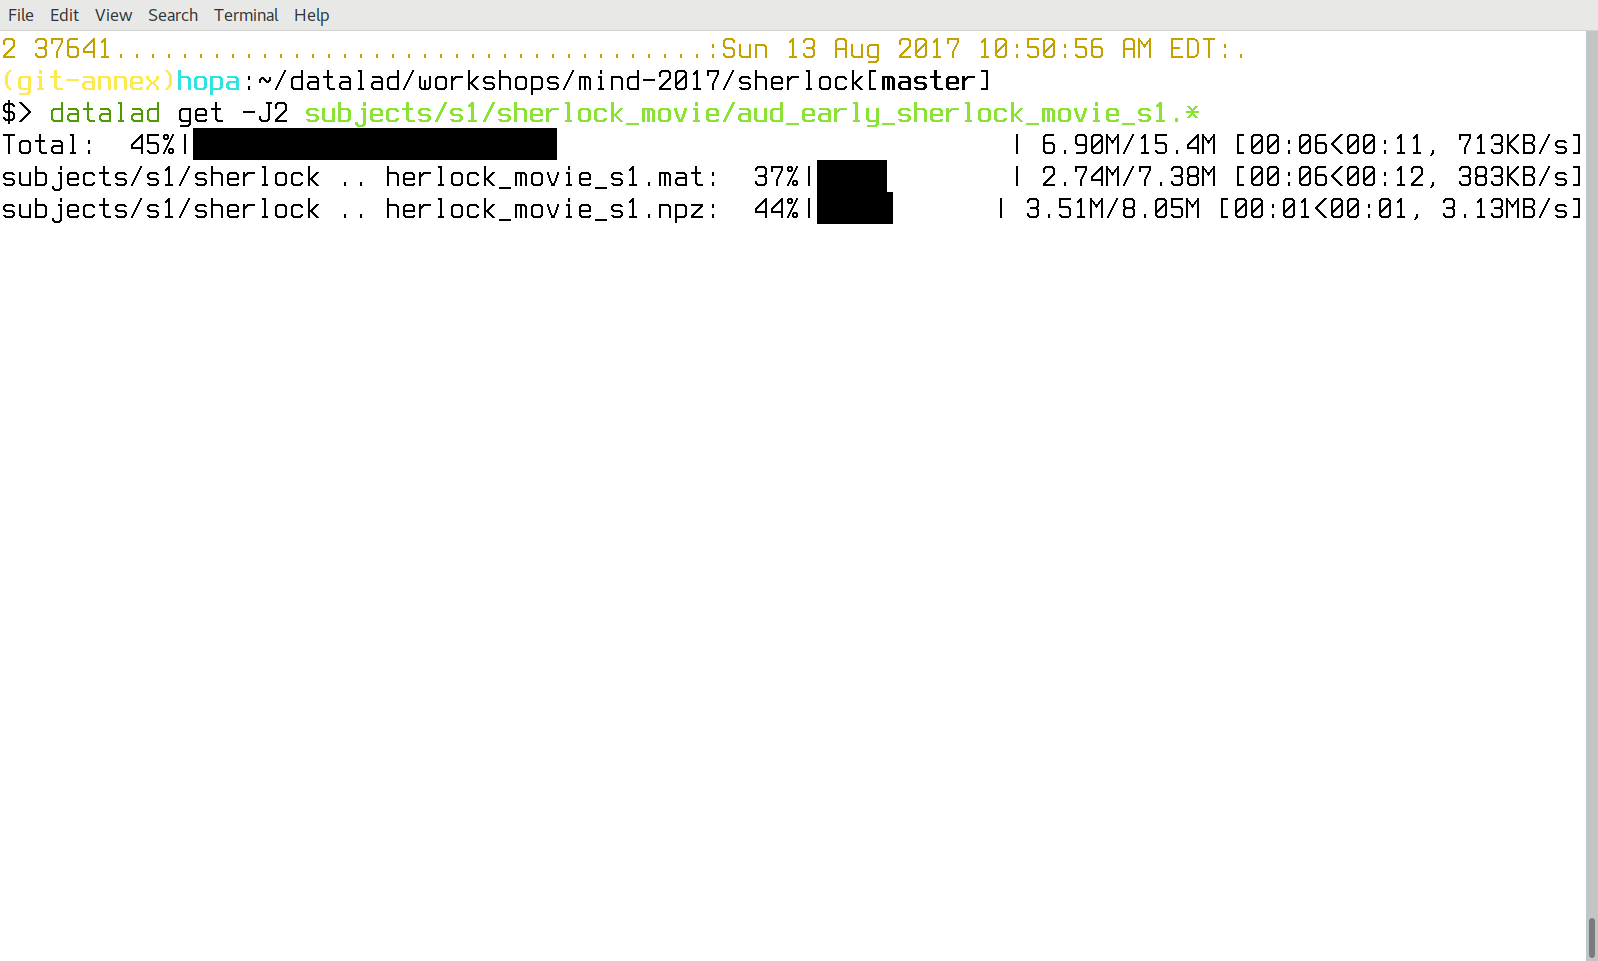 File Edit View Search Terminal Help
2 37641.....................................:Sun 13 Aug 2017 10:50:56 AM EDT:.
(git-annex)hopa:~/datalad/workshops/mind-2017/sherlock[master]
$> datalad get -J2 subjects/s1/sherlock_movie/aud_early_sherlock_movie_s1.*
Total: 45%| | 6.90M/15.4M [00:06<00:11, 713KB/s]
subjects/s1/sherlock .. herlock_movie_s1.mat: 37%| | 2.74M/7.38M [00:06<00:12, 383KB/s]
subjects/s1/sherlock .. herlock_movie_s1.npz: 44%| | 3.51M/8.05M [00:01<00:01, 3.13MB/s]